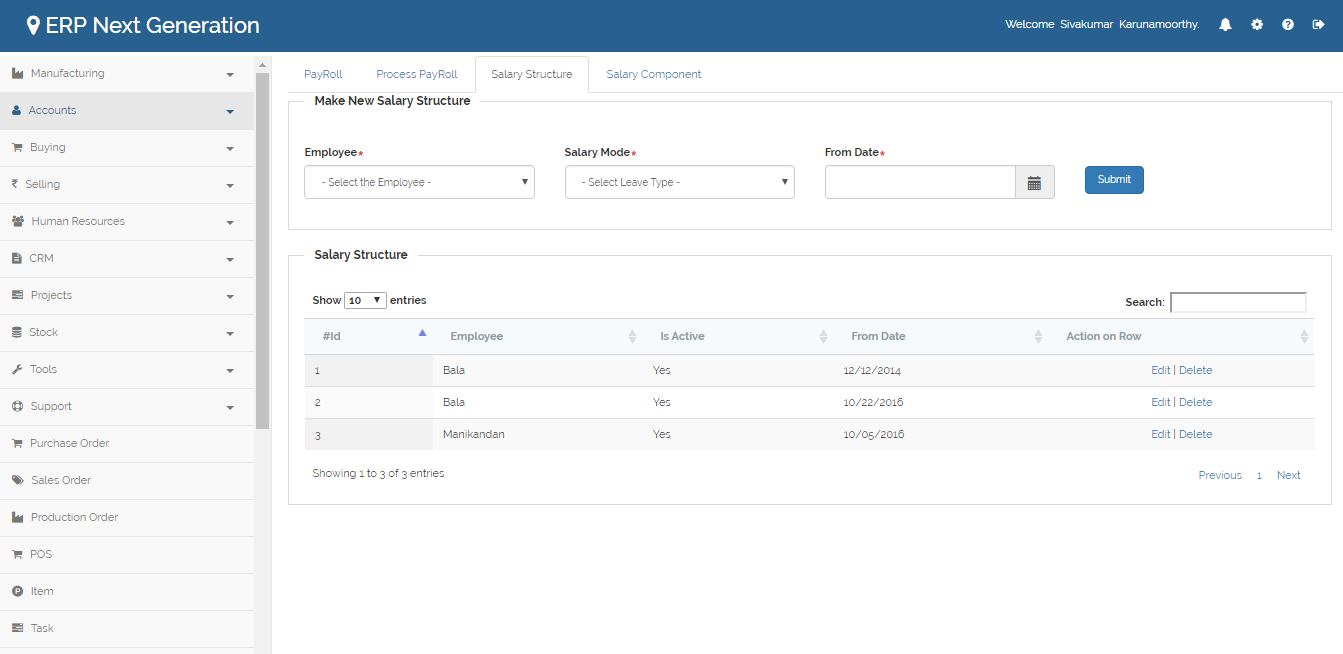 ERP Next Generation
Welcome Sivakumar Karunamoorthy.
Manufacturing
Accounts
Buying
Selling
Human Resources
CRM
Projects
Stock
Tools
Support
Purchase Order
Sales Order
Production Order
POS
Item
Task
PayRoll Process PayRoll Salary Structure Salary Component
Make New Salary Structure
Employee* Salary Mode* From Date*
- Select the Employee - - Select Leave Type - Submit
Salary Structure
Show 10 entries Search:
#Id Employee Is Active From Date Action on Row
1 Bala Yes 12/12/2014 Edit | Delete
2 Bala Yes 10/22/2016 Edit | Delete
3 Manikandan Yes 10/05/2016 Edit | Delete
Showing 1 to 3 of 3 entries Previous 1 Next